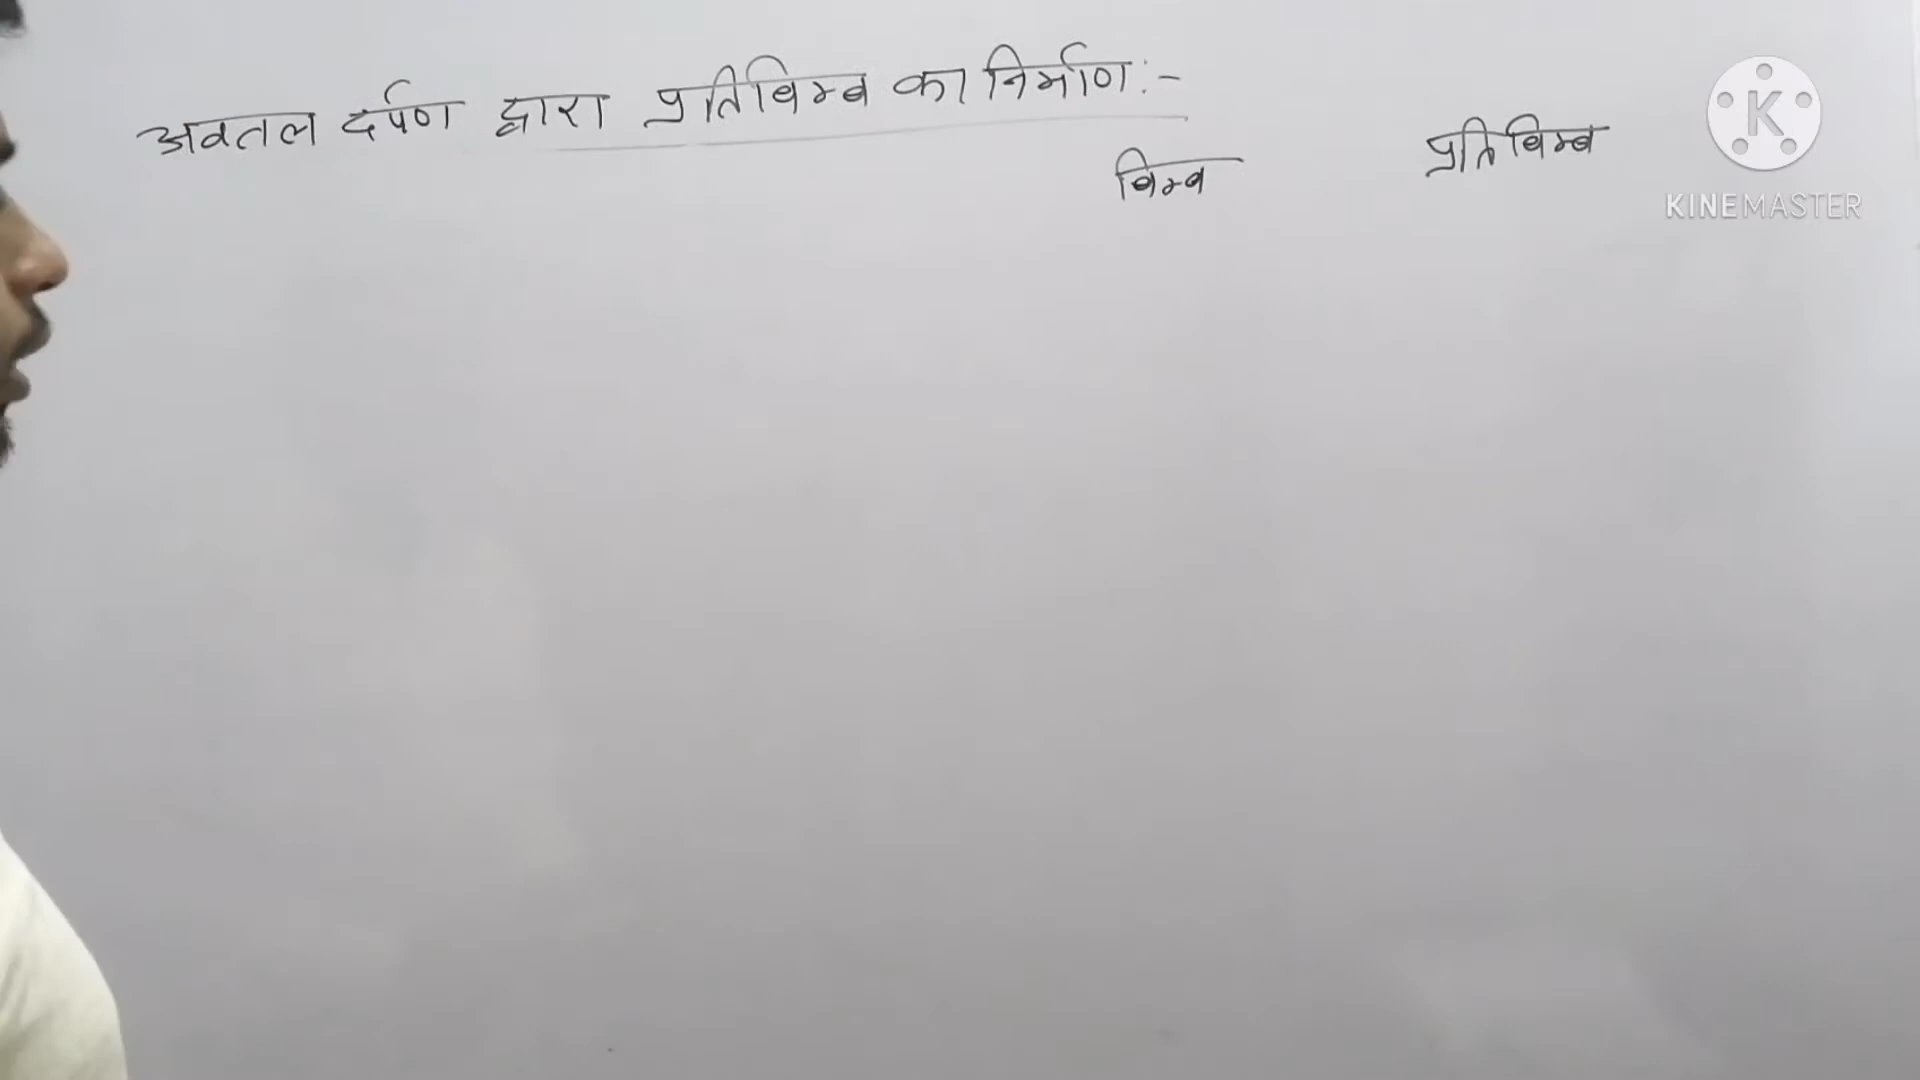 अवतल दर्पण द्वारा प्रतिबिम्ब का निर्माण :-
बिम्ब प्रतिबिम्ब
K
KINEMASTER